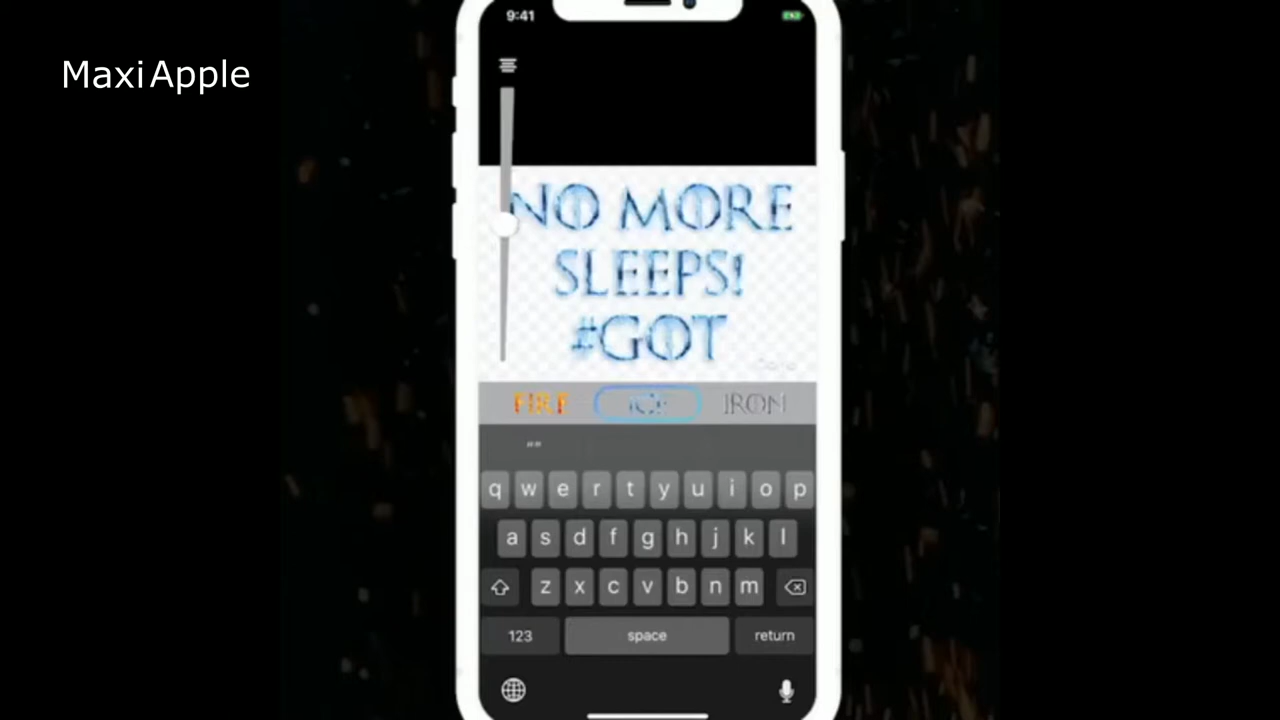 MaxiApple
9:41
NO MORE
SLEEPS!
#GOT
FIRE ICE IRON
“”
q w e r t y u i o p
a s d f g h j k l
z x c v b n m
123 space return